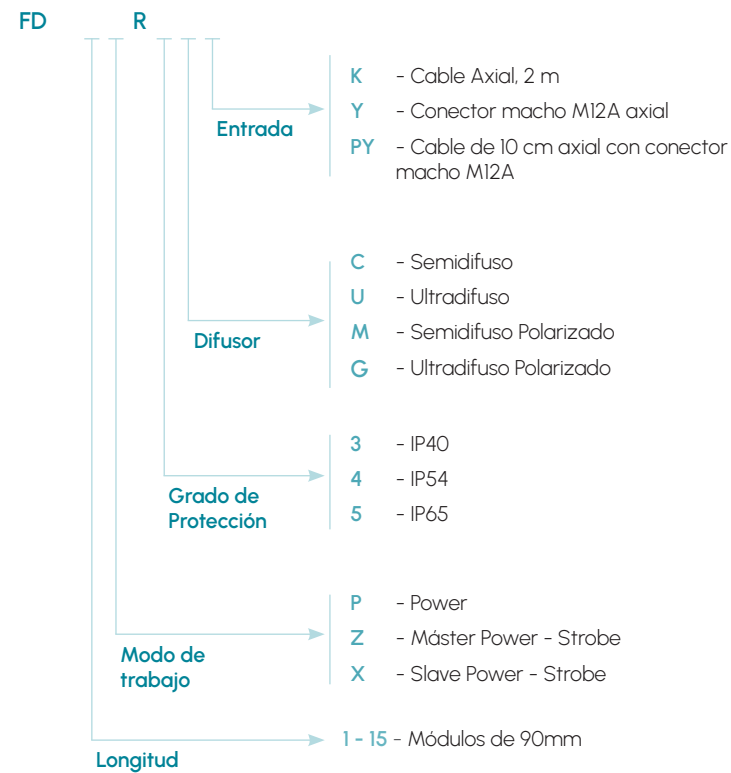 FD R
K - Cable Axial, 2 m
Y - Conector macho M12A axial
Entrada
PY - Cable de 10 cm axial con conector
macho M12A
C - Semidifuso
U - Ultradifuso
M - Semidifuso Polarizado
Difusor
G - Ultradifuso Polarizado
3 - IP40
4 - IP54
Grado de
Protección
5 - IP65
P - Power
Z - Máster Power - Strobe
Modo de
trabajo
X - Slave Power - Strobe
1 - 15 - Módulos de 90mm
Longitud